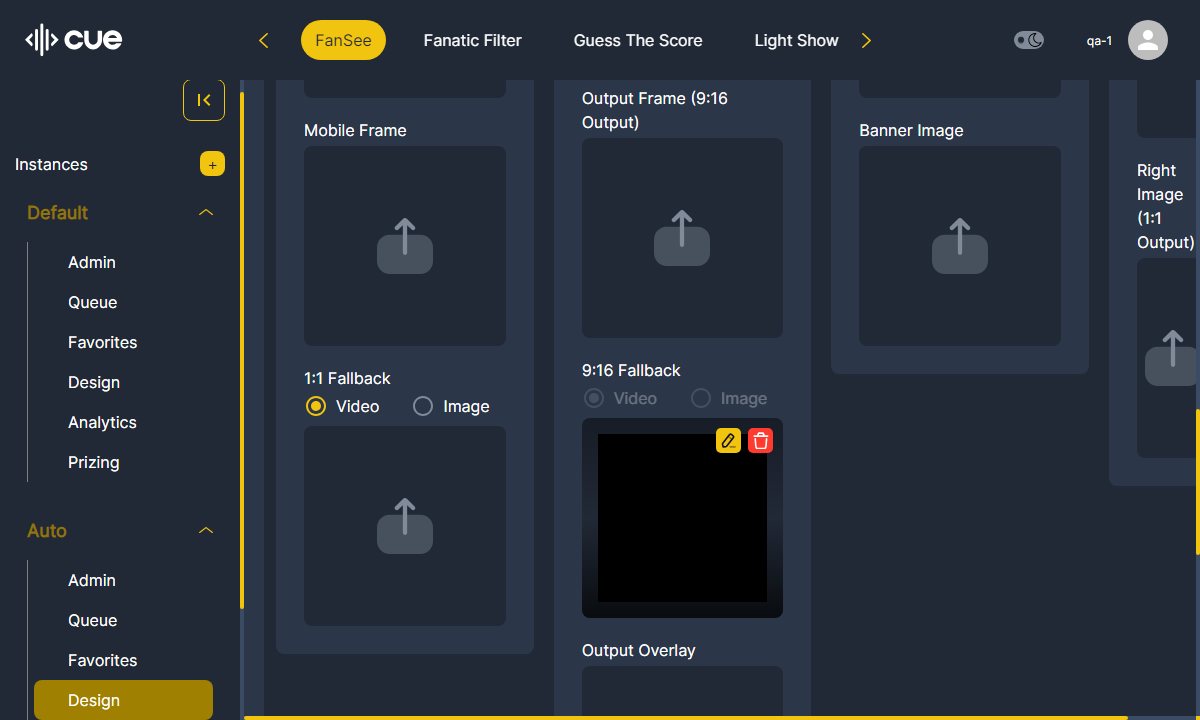 cue
FanSee
Fanatic Filter
Guess The Score
Light Show
qa-1
Instances
+
Default
Admin
Queue
Favorites
Design
Analytics
Prizing
Auto
Admin
Queue
Favorites
Design
Mobile Frame
1:1 Fallback
Video
Image
Output Frame (9:16
Output)
9:16 Fallback
Video
Image
Output Overlay
Banner Image
Right
Image
(1:1
Output)